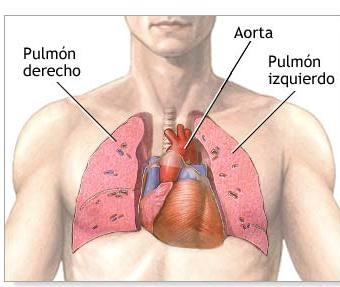 Pulmón
derecho
Aorta
Pulmón
izquierdo